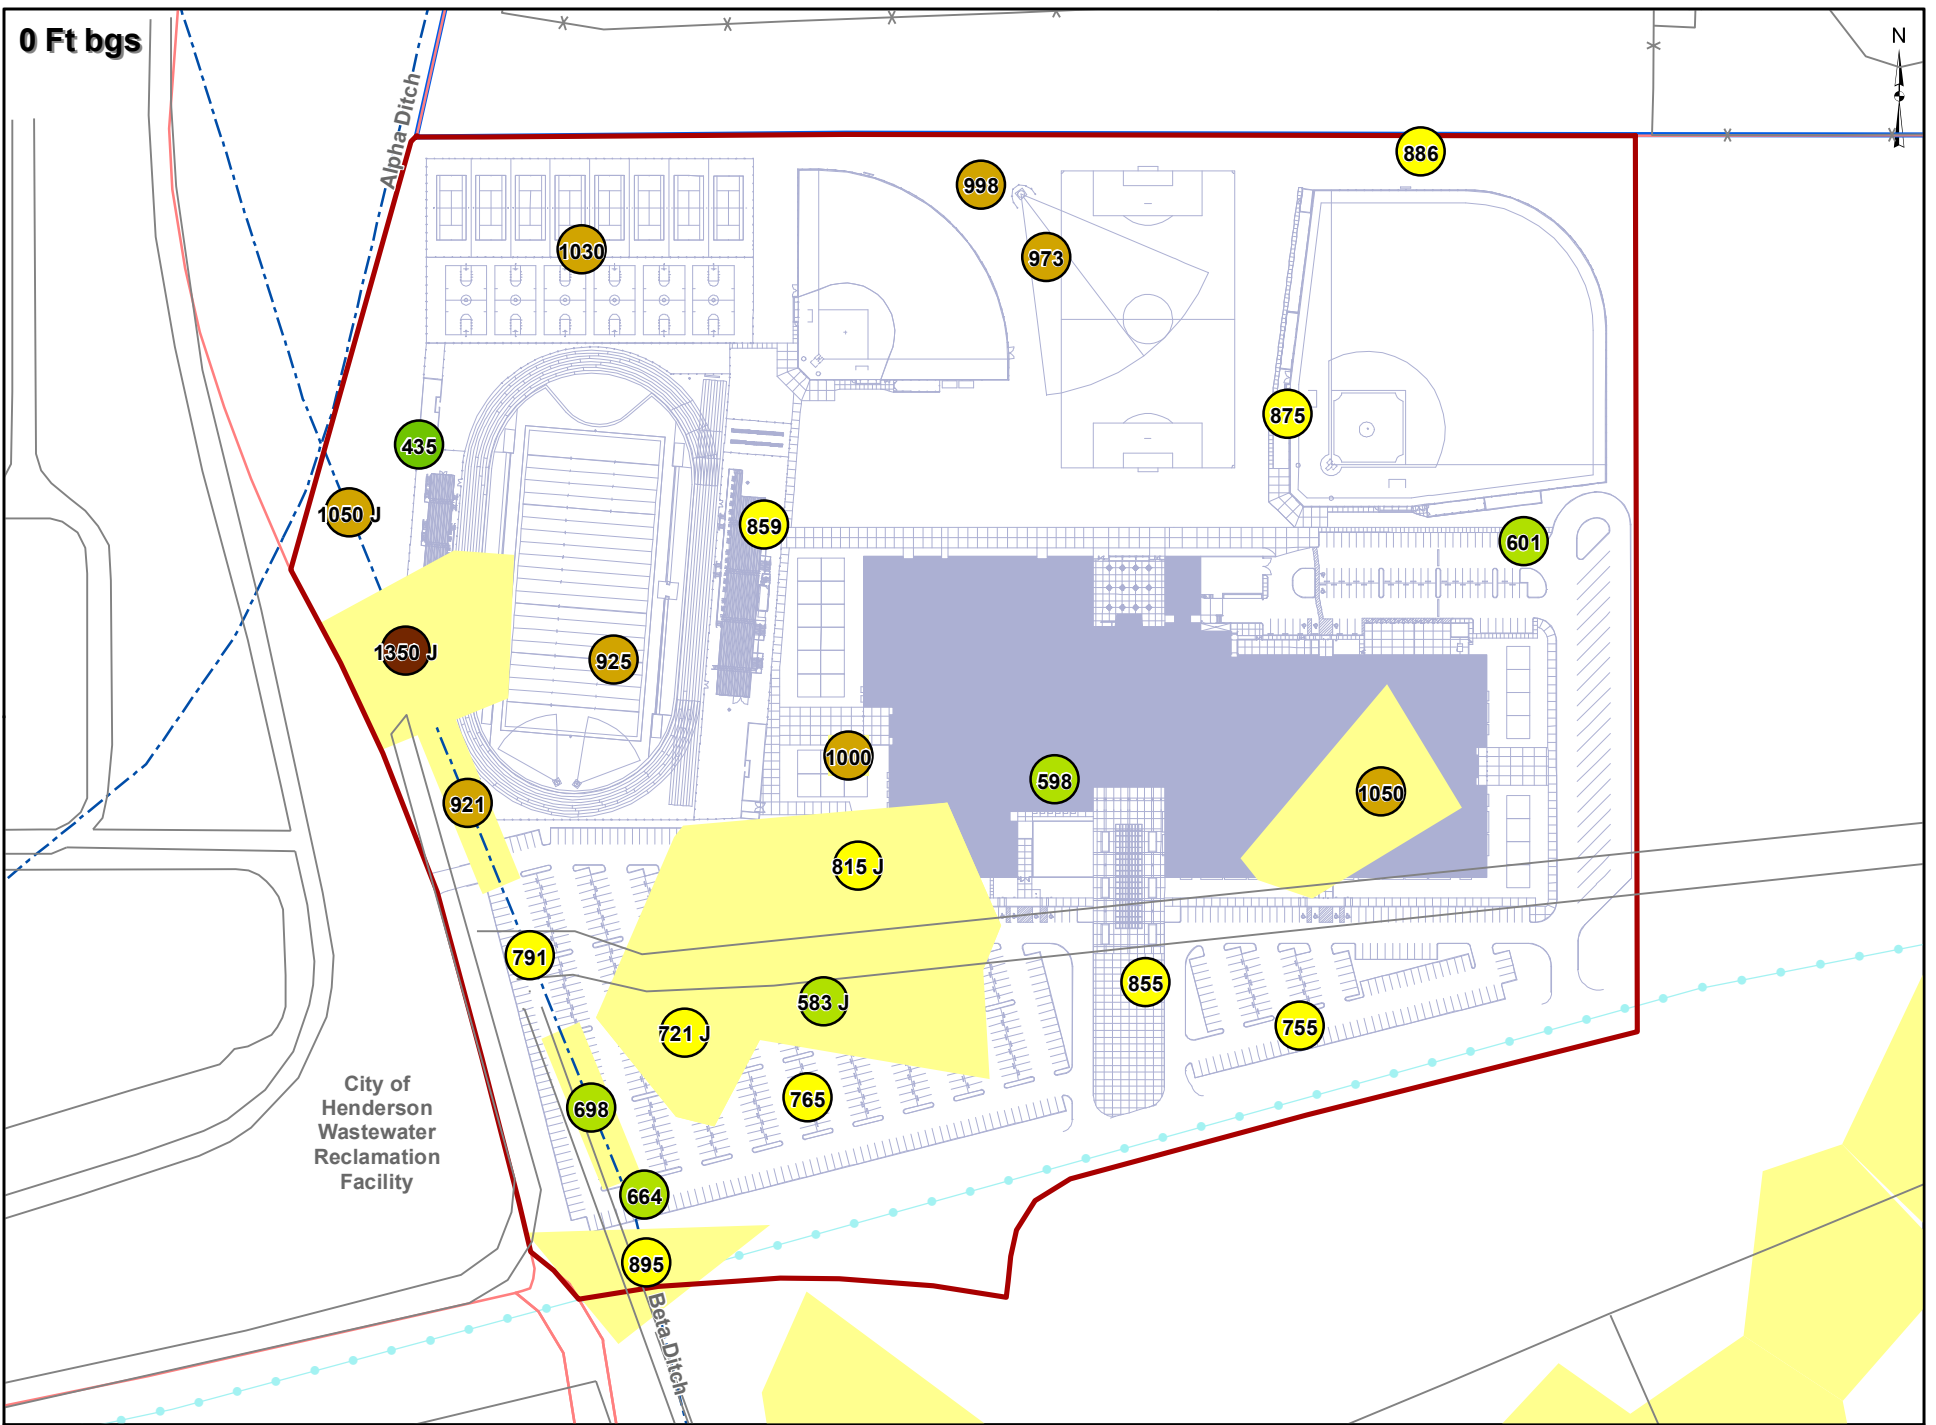 0 Ft bgs
N
Alpha Ditch
886
998
1030
973
875
435
1050 J
859
601
1350 J
925
1000
598
1050
921
815 J
791
855
583 J
721 J
755
765
698
City of
Henderson
Wastewater
Reclamation
Facility
664
895
Beta Ditch